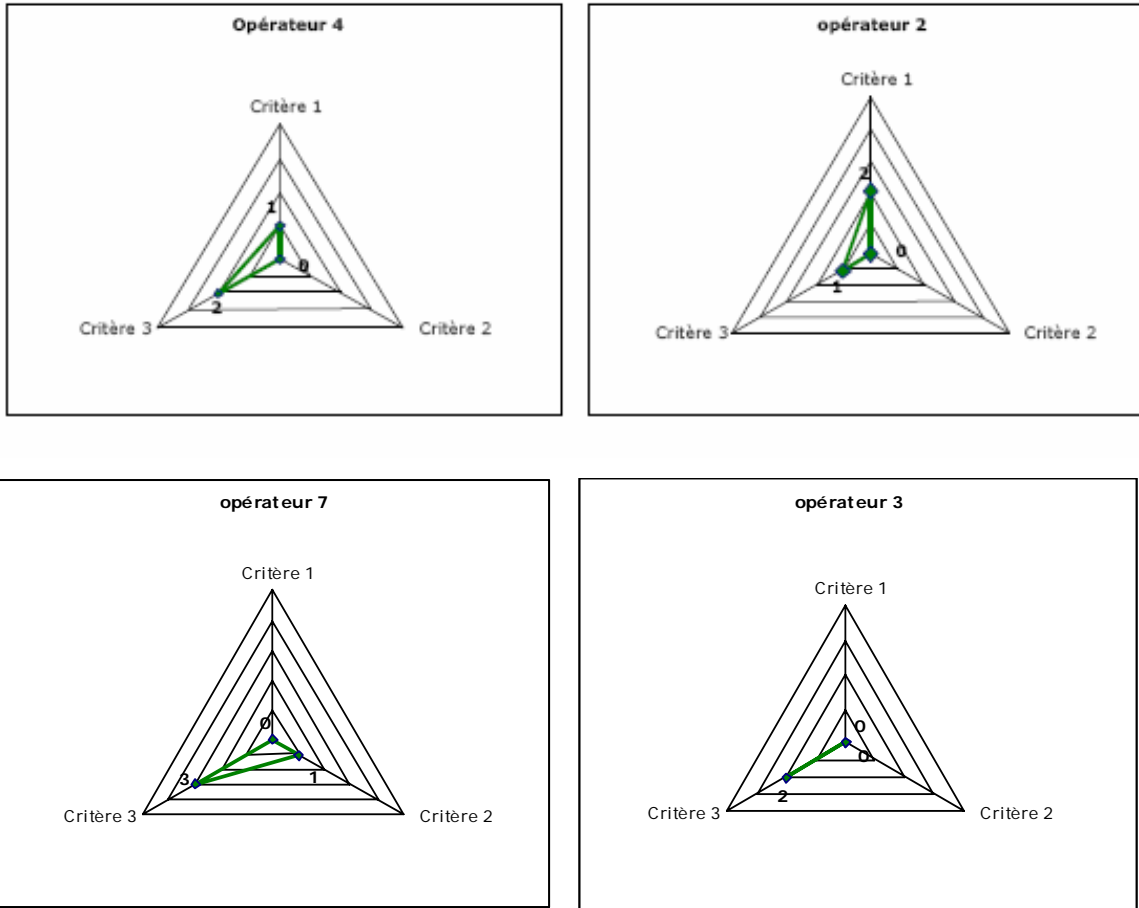 Opérateur 4
Critère 1
1
0
2
Critère 3
Critère 2
opérateur 2
Critère 1
2
0
1
Critère 3
Critère 2
opérateur 7
Critère 1
0
3
1
Critère 3
Critère 2
opérateur 3
Critère 1
0
0
2
Critère 3
Critère 2